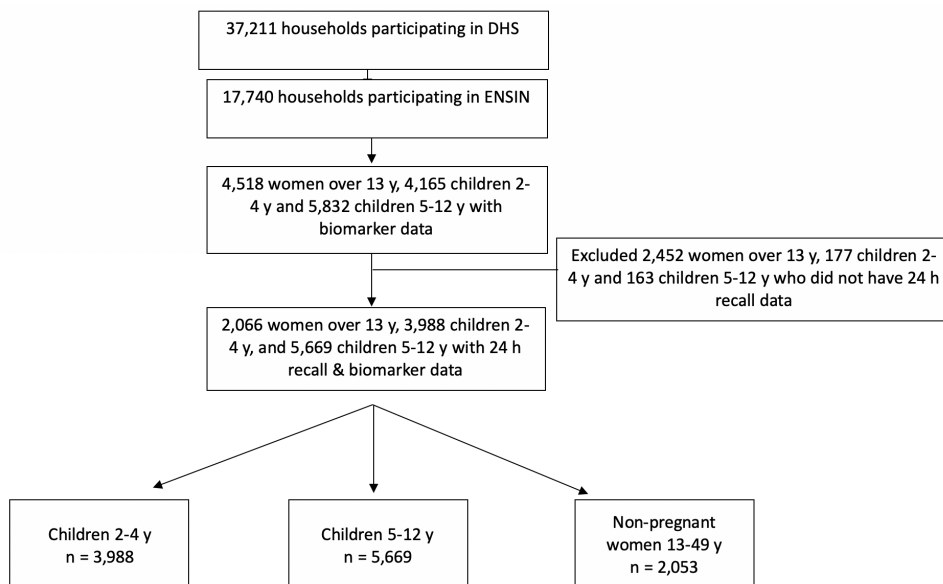 37,211 households participating in DHS
17,740 households participating in ENSIN
4,518 women over 13 y, 4,165 children 2-
4 y and 5,832 children 5-12 y with
biomarker data
Excluded 2,452 women over 13 y, 177 children 2-
4 y and 163 children 5-12 y who did not have 24 h
recall data
2,066 women over 13 y, 3,988 children 2-
4 y, and 5,669 children 5-12 y with 24 h
recall & biomarker data
Children 2-4 y
n = 3,988
Children 5-12 y
n = 5,669
Non-pregnant
women 13-49 y
n = 2,053